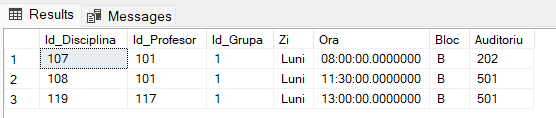 Results Messages
Id_Disciplina Id_Profesor Id_Grupa Zi Ora Bloc Auditoriu
1 107 101 1 Luni 08:00:00.0000000 B 202
2 108 101 1 Luni 11:30:00.0000000 B 501
3 119 117 1 Luni 13:00:00.0000000 B 501